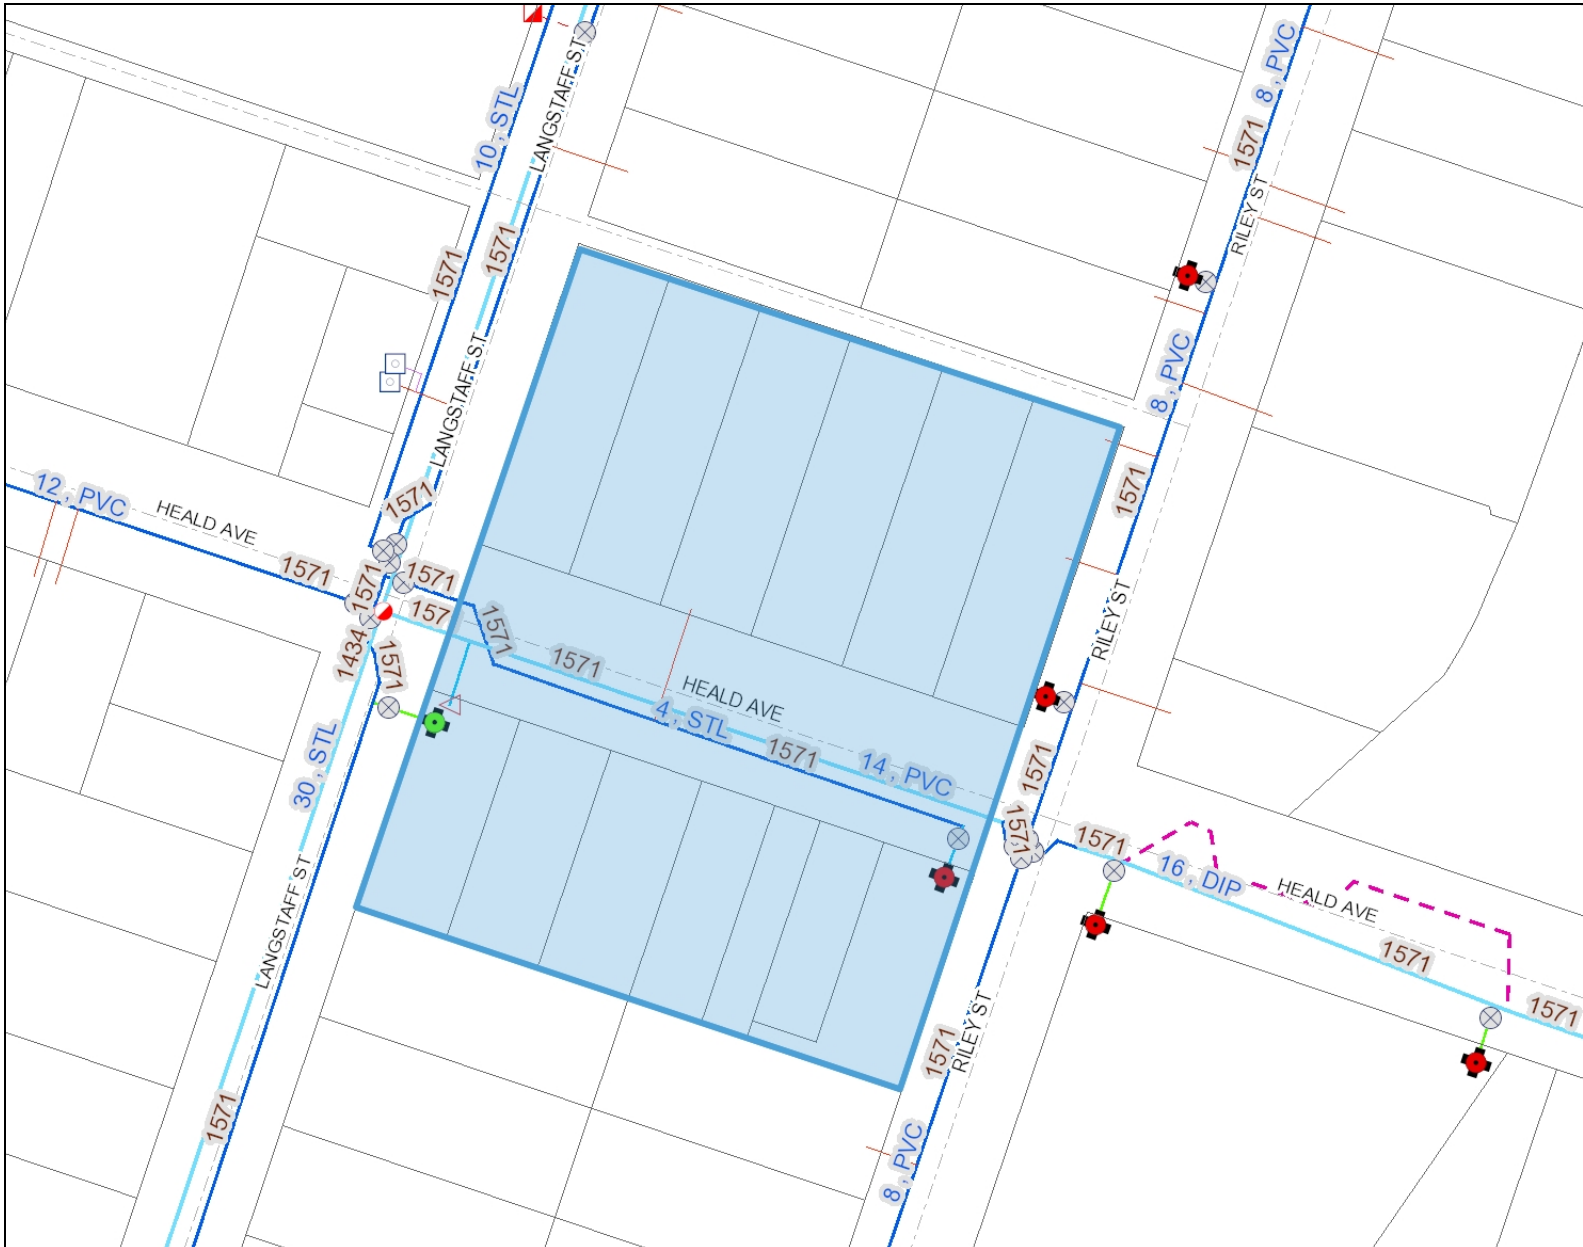 8 , PVC
LANGSTAFF ST
10 , STL
1571
RILEY ST
1571
1571
8 , PVC
LANGSTAFF ST
12 , PVC
1571
1571
HEALD AVE
1571
1571
1571
157
1571
RILEY ST
1434
1571
1571
HEALD AVE
4 , STL
1571
14 , PVC
1571
30 , STL
1571
1571
16 , DIP
HEALD AVE
LANGSTAFF ST
1571
1571
RILEY ST
1571
1571
8 , PVC